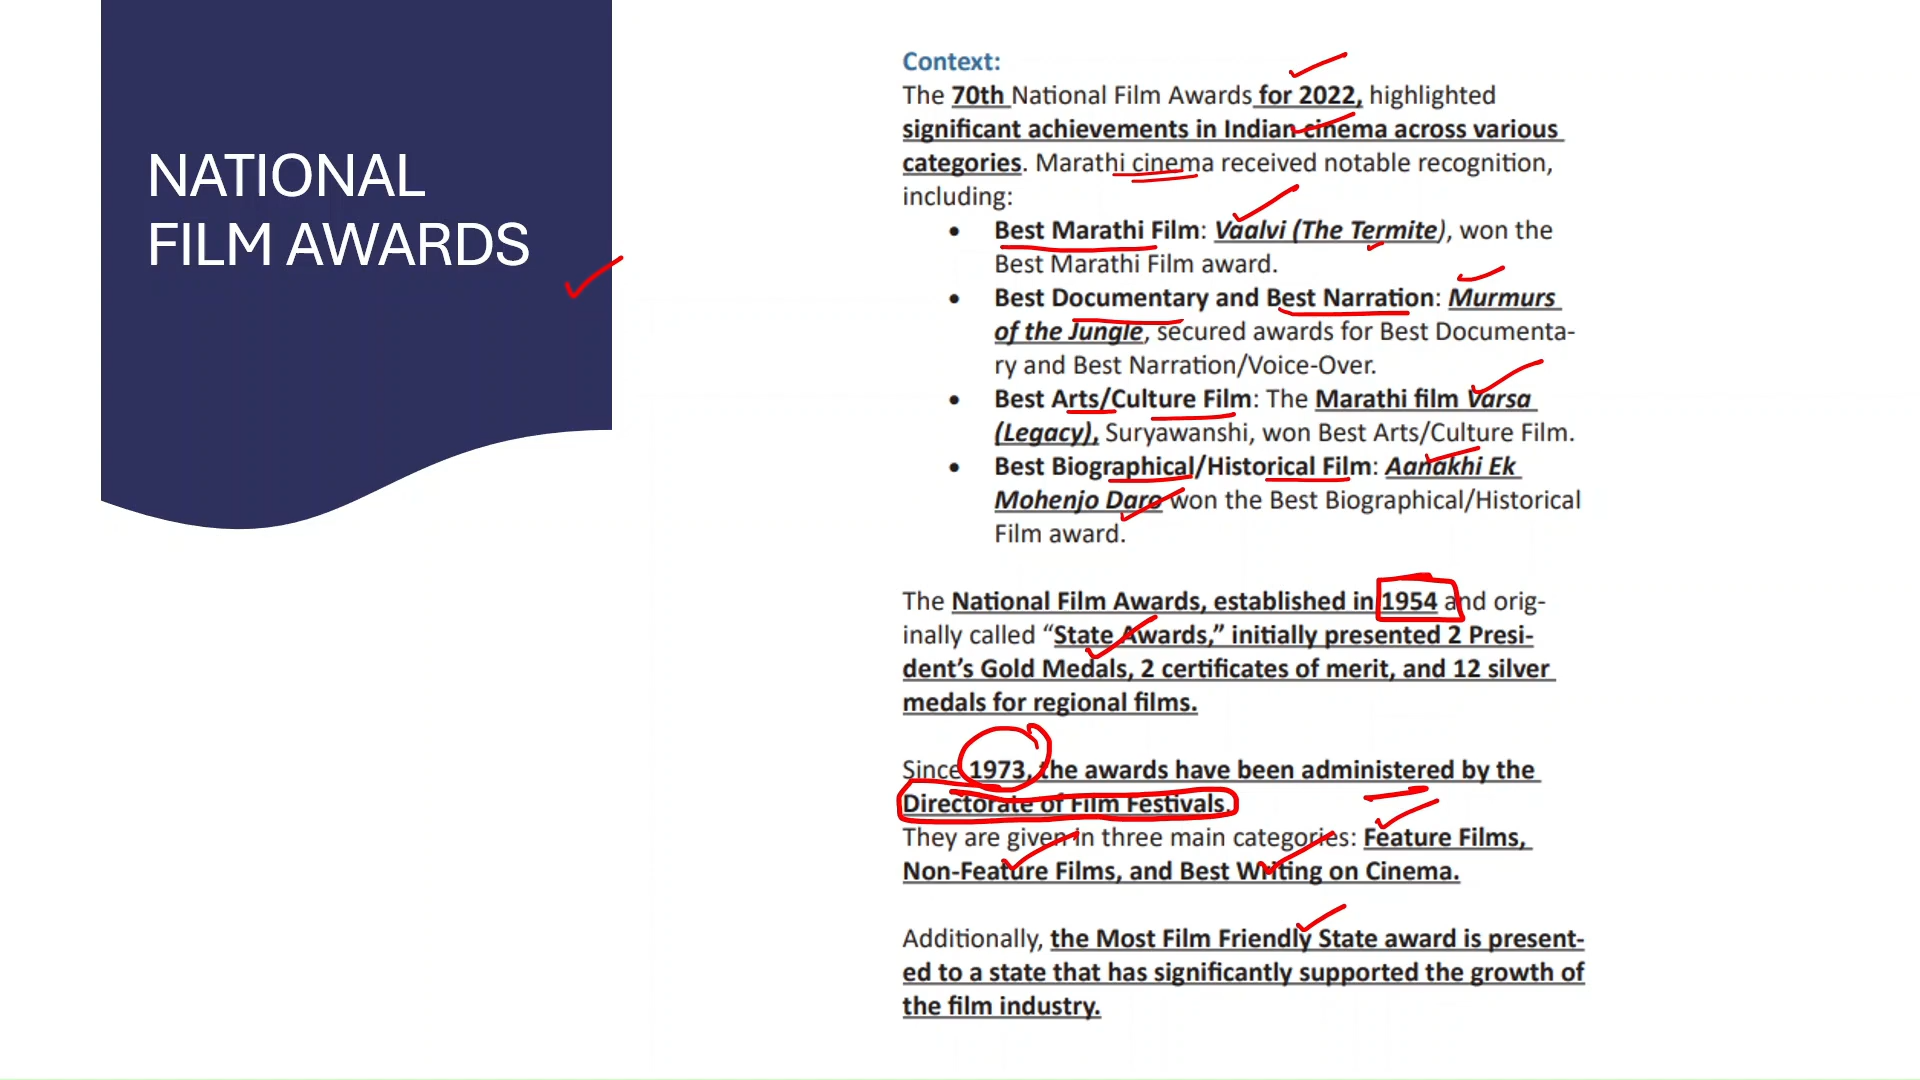 NATIONAL
FILM AWARDS
Context:
The 70th National Film Awards for 2022, highlighted
significant achievements in Indian cinema across various
categories. Marathi cinema received notable recognition,
including:
• Best Marathi Film: Vaalvi (The Termite), won the
Best Marathi Film award.
• Best Documentary and Best Narration: Murmurs
of the Jungle, secured awards for Best Documenta-
ry and Best Narration/Voice-Over.
• Best Arts/Culture Film: The Marathi film Varsa
(Legacy), Suryawanshi, won Best Arts/Culture Film.
• Best Biographical/Historical Film: Aanakhi Ek
Mohenjo Daro won the Best Biographical/Historical
Film award.
The National Film Awards, established in 1954 and orig-
inally called “State Awards,” initially presented 2 Presi-
dent’s Gold Medals, 2 certificates of merit, and 12 silver
medals for regional films.
Since 1973, the awards have been administered by the
Directorate of Film Festivals.
They are given in three main categories: Feature Films,
Non-Feature Films, and Best Writing on Cinema.
Additionally, the Most Film Friendly State award is present-
ed to a state that has significantly supported the growth of
the film industry.